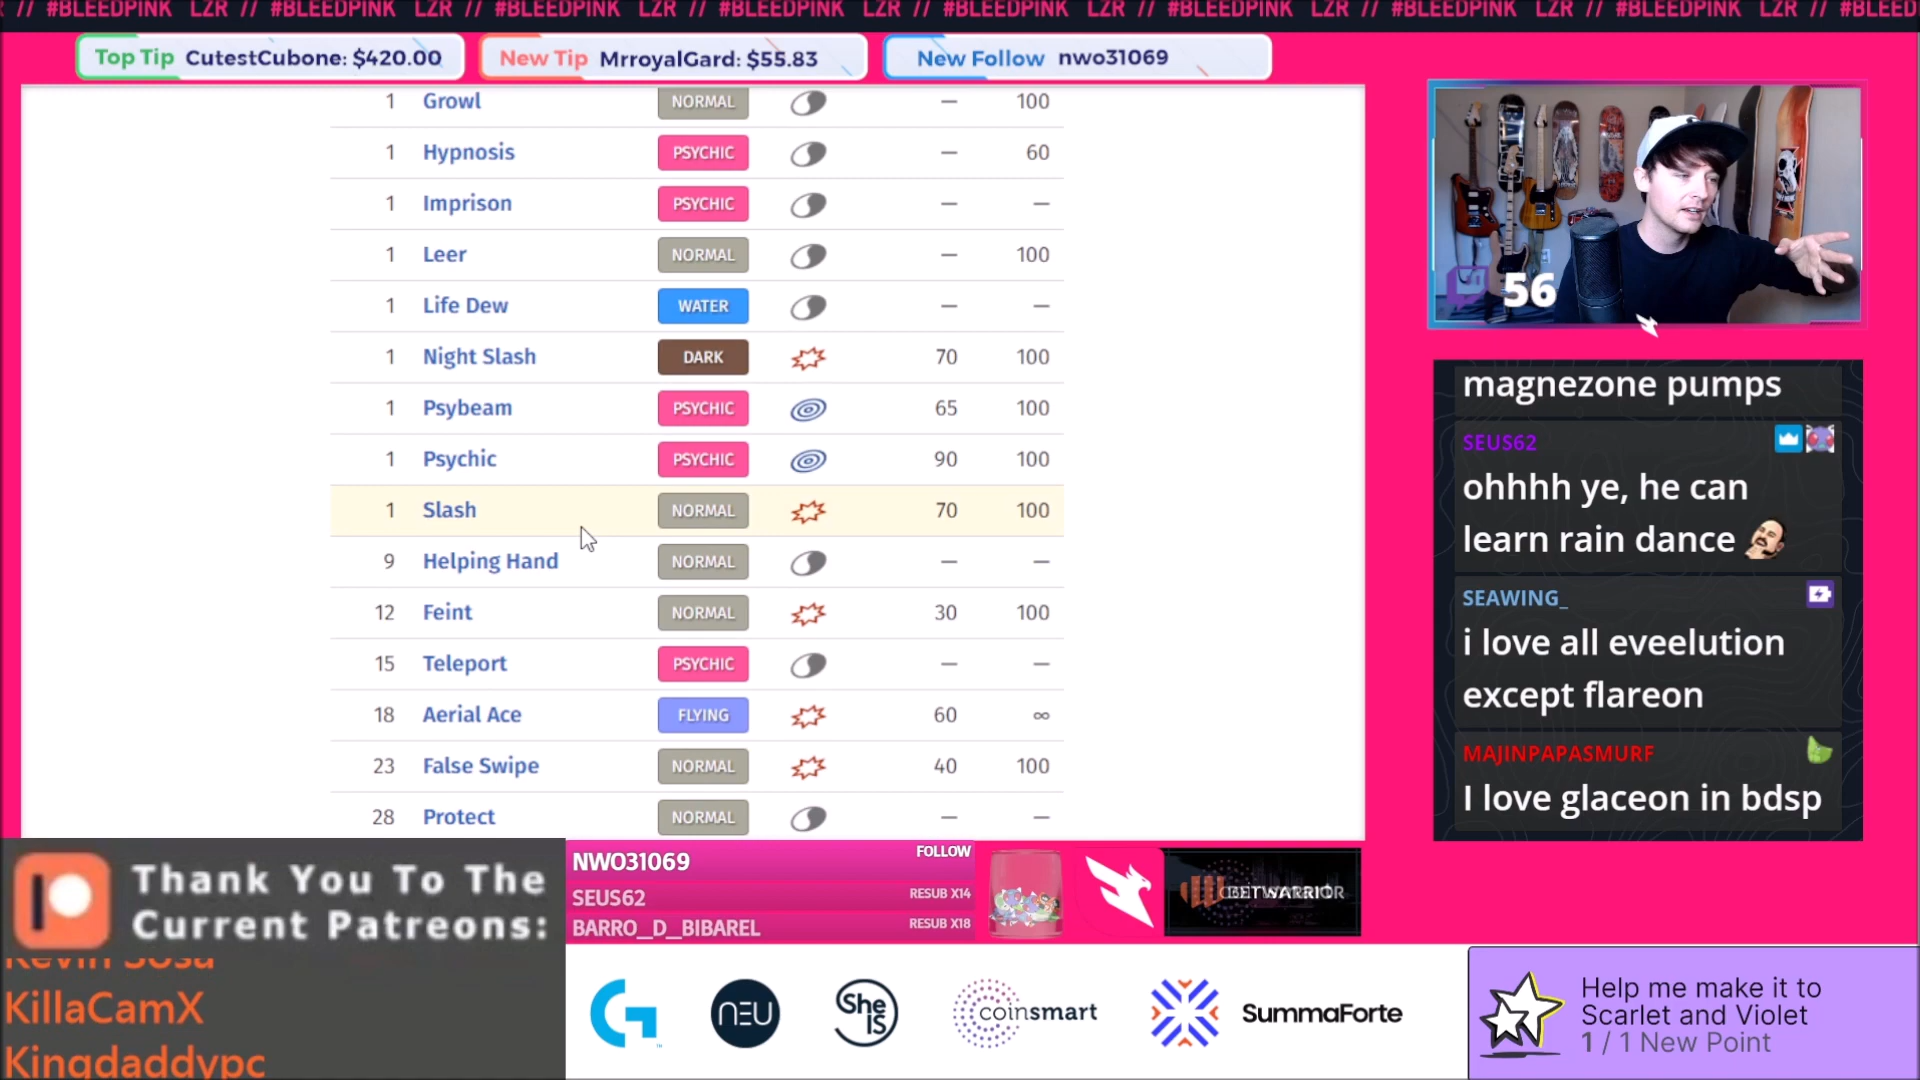 // #BLEEDPINK LZR // #BLEEDPINK LZR // #BLEEDPINK LZR // #BLEEDPINK LZR // #BLEEDPINK LZR // #BLEEDPINK LZR // #BLEEDPINK LZR // #BLEEDPINK LZR // #BLEED
Top Tip CutestCubone: $420.00
New Tip MrroyalGard: $55.83
New Follow nwo31069
1 Growl NORMAL — 100
1 Hypnosis PSYCHIC — 60
1 Imprison PSYCHIC — —
1 Leer NORMAL — 100
1 Life Dew WATER — —
1 Night Slash DARK 70 100
1 Psybeam PSYCHIC 65 100
1 Psychic PSYCHIC 90 100
1 Slash NORMAL 70 100
9 Helping Hand NORMAL — —
12 Feint NORMAL 30 100
15 Teleport PSYCHIC — —
18 Aerial Ace FLYING 60 ∞
23 False Swipe NORMAL 40 100
28 Protect NORMAL — —
56
magnezone pumps
SEUS62
ohhhh ye, he can
learn rain dance
SEAWING_
i love all eveelution
except flareon
MAJINPAPASMURF
I love glaceon in bdsp
Thank You To The
Current Patreons:
Kevin Sosa
KillaCamX
Kingdaddypc
NWO31069 FOLLOW
SEUS62 RESUB X14
BARRO_D_BIBAREL RESUB X18
BETWARRIOR
NEU
She
IS
coinsmart
SummaForte
Help me make it to
Scarlet and Violet
1 / 1 New Point